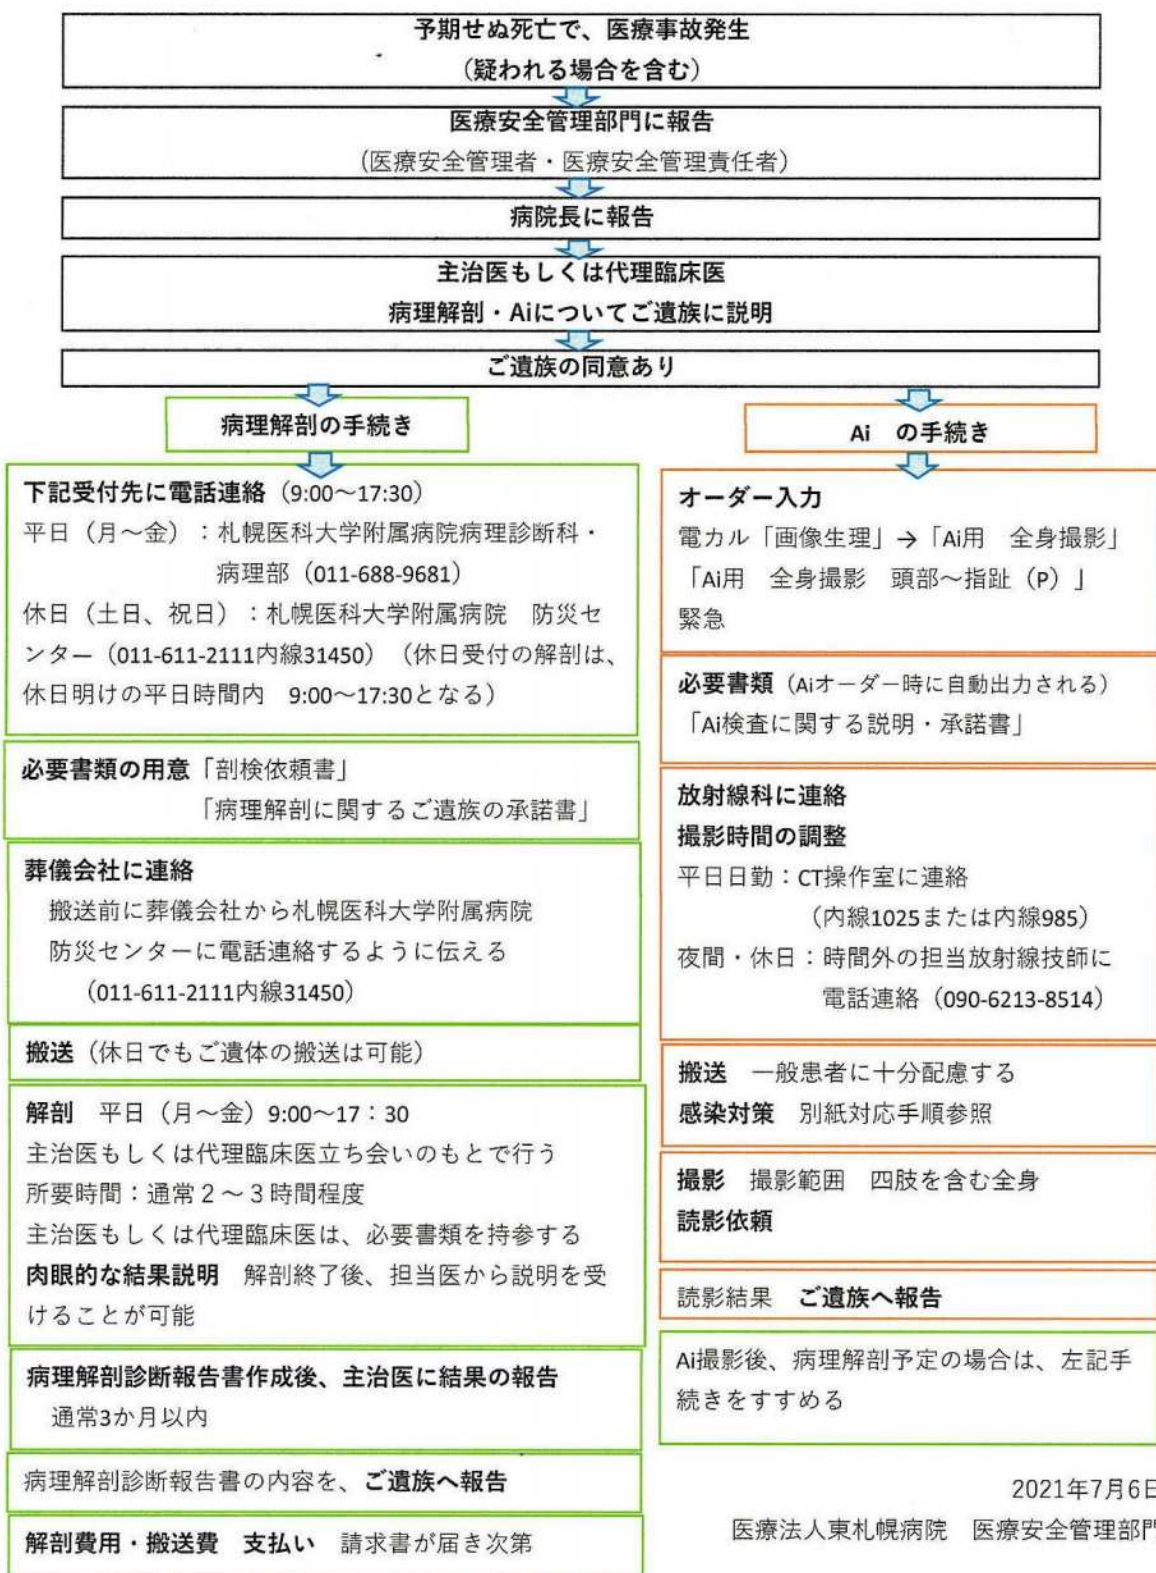 予期せぬ死亡で、医療事故発生
（疑われる場合を含む）
医療安全管理部門に報告
（医療安全管理者・医療安全管理責任者）
病院長に報告
主治医もしくは代理臨床医
病理解剖・Aiについてご遺族に説明
ご遺族の同意あり
病理解剖の手続き
下記受付先に電話連絡（9:00～17:30）
平日（月～金）：札幌医科大学附属病院病理診断科・
病理部（011-688-9681）
休日（土日、祝日）：札幌医科大学附属病院　防災セ
ンター（011-611-2111内線31450）（休日受付の解剖は、
休日明けの平日時間内　9:00～17:30となる）
必要書類の用意「剖検依頼書」
「病理解剖に関するご遺族の承諾書」
葬儀会社に連絡
搬送前に葬儀会社から札幌医科大学附属病院
防災センターに電話連絡するように伝える
（011-611-2111内線31450）
搬送（休日でもご遺体の搬送は可能）
解剖　平日（月～金）9:00～17：30
主治医もしくは代理臨床医立ち会いのもとで行う
所要時間：通常２～３時間程度
主治医もしくは代理臨床医は、必要書類を持参する
肉眼的な結果説明　解剖終了後、担当医から説明を受
けることが可能
病理解剖診断報告書作成後、主治医に結果の報告
通常3か月以内
病理解剖診断報告書の内容を、ご遺族へ報告
解剖費用・搬送費　支払い　請求書が届き次第
Ai　の手続き
オーダー入力
電カル「画像生理」→「Ai用　全身撮影」
「Ai用　全身撮影　頭部～指趾（P）」
緊急
必要書類（Aiオーダー時に自動出力される）
「Ai検査に関する説明・承諾書」
放射線科に連絡
撮影時間の調整
平日日勤：CT操作室に連絡
（内線1025または内線985）
夜間・休日：時間外の担当放射線技師に
電話連絡（090-6213-8514）
搬送　一般患者に十分配慮する
感染対策　別紙対応手順参照
撮影　撮影範囲　四肢を含む全身
読影依頼
読影結果　ご遺族へ報告
Ai撮影後、病理解剖予定の場合は、左記手
続きをすすめる
2021年7月6日
医療法人東札幌病院　医療安全管理部門